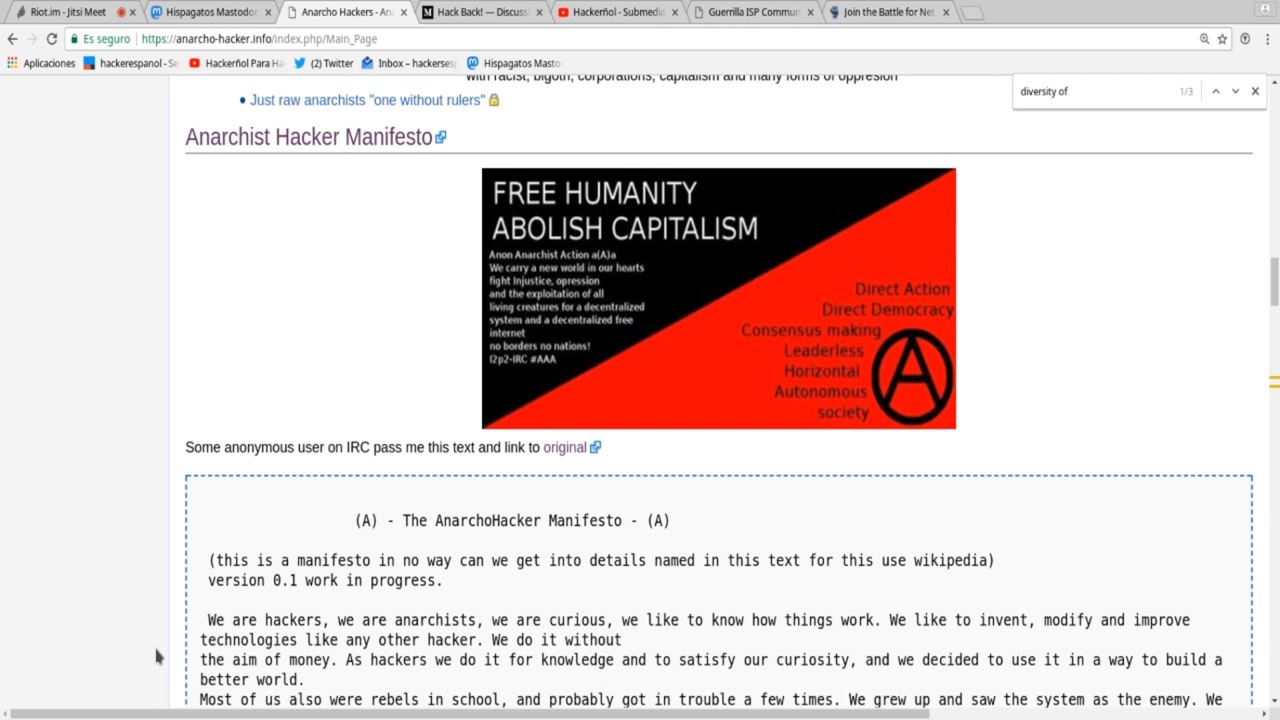 Riot.im - Jitsi Meet
Hispagatos Mastodon
Anarcho Hackers - An
Hack Back! — Discuss
Hackerñol - Submedia
Guerrilla ISP Commun
Join the Battle for Net
Es seguro
https://anarcho-hacker.info/index.php/Main_Page
Aplicaciones
hackerespanol - Se
Hackerñol Para Ha
(2) Twitter
Inbox – hackerses
Hispagatos Masto
diversity of
1/3
with racist, bigoth, corporations, capitalism and many forms of oppresion
• Just raw anarchists "one without rulers"
Anarchist Hacker Manifesto
FREE HUMANITY
ABOLISH CAPITALISM
Anon Anarchist Action a(A)a
We carry a new world in our hearts
fight Injustice, opression
and the exploitation of all
living creatures for a decentralized
system and a decentralized free
internet
no borders no nations!
I2p2-IRC #AAA
Direct Action
Direct Democracy
Consensus making
Leaderless
Horizontal
Autonomous
society
A
Some anonymous user on IRC pass me this text and link to original
(A) - The AnarchoHacker Manifesto - (A)
(this is a manifesto in no way can we get into details named in this text for this use wikipedia)
version 0.1 work in progress.
We are hackers, we are anarchists, we are curious, we like to know how things work. We like to invent, modify and improve
technologies like any other hacker. We do it without
the aim of money. As hackers we do it for knowledge and to satisfy our curiosity, and we decided to use it in a way to build a
better world.
Most of us also were rebels in school, and probably got in trouble a few times. We grew up and saw the system as the enemy. We